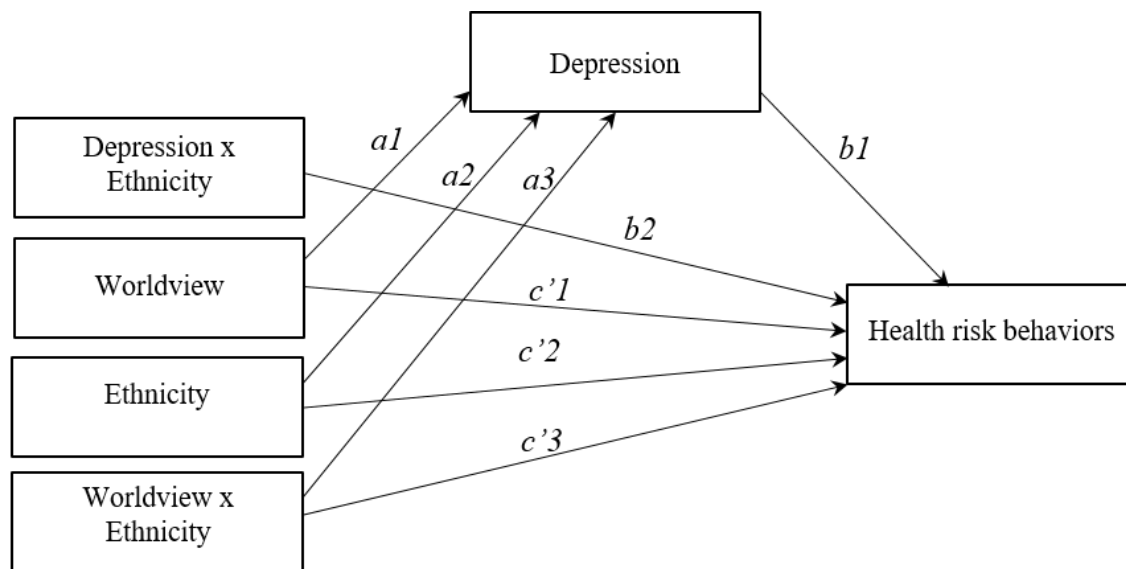 Depression
Depression x
Ethnicity
a1
a2
a3
b1
b2
Worldview
c’1
Health risk behaviors
c’2
Ethnicity
c’3
Worldview x
Ethnicity